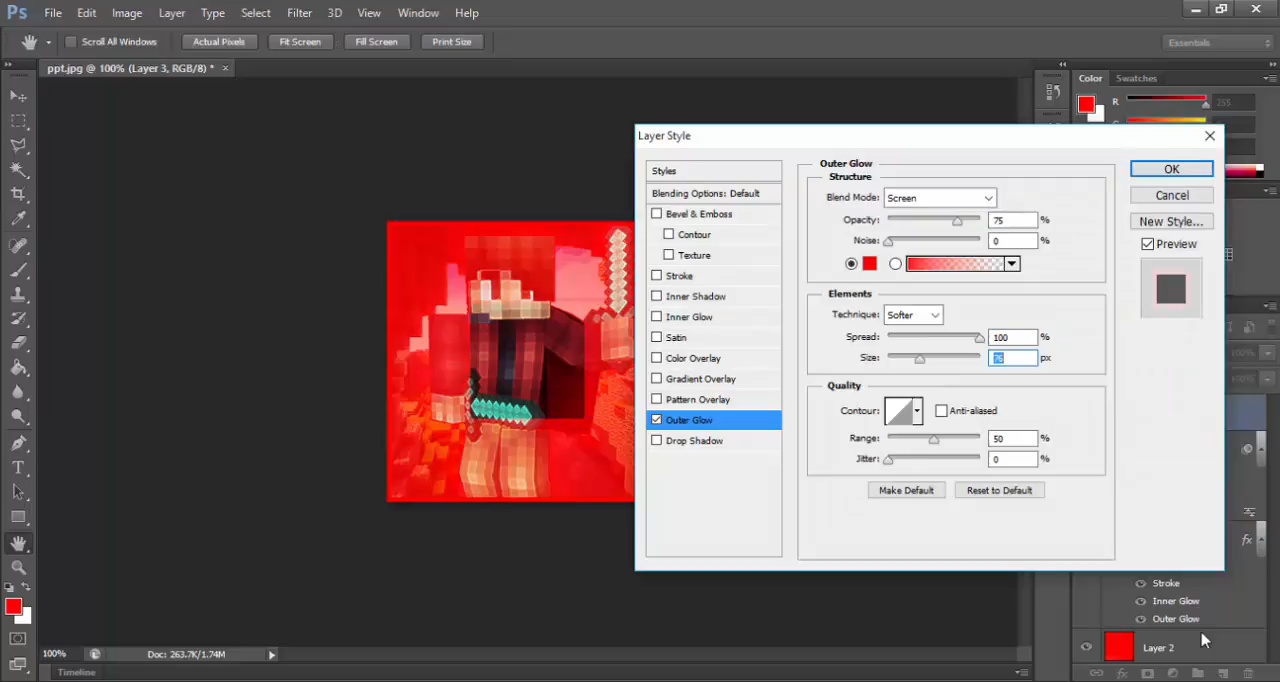 Ps File Edit Image Layer Type Select Filter 3D View Window Help
Scroll All Windows Actual Pixels Fit Screen Fill Screen Print Size Essentials
ppt.jpg @ 100% (Layer 3, RGB/8) * ×
Color Swatches
R 255
Layer Style
Styles
Blending Options: Default
Bevel & Emboss
Contour
Texture
Stroke
Inner Shadow
Inner Glow
Satin
Color Overlay
Gradient Overlay
Pattern Overlay
Outer Glow
Drop Shadow
Outer Glow
Structure
Blend Mode: Screen
Opacity: 75 %
Noise: 0 %
Elements
Technique: Softer
Spread: 100 %
Size: 76 px
Quality
Contour: Anti-aliased
Range: 50 %
Jitter: 0 %
Make Default Reset to Default
OK
Cancel
New Style...
Preview
100%
100%
fx
Stroke
Inner Glow
Outer Glow
Layer 2
fx
T
100% Doc: 263.7K/1.74M
Timeline